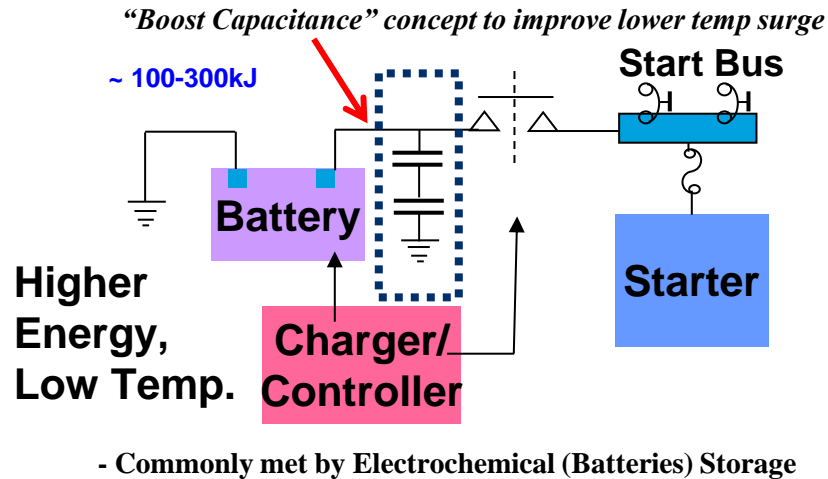 “Boost Capacitance” concept to improve lower temp surge
~ 100-300kJ
Start Bus
Battery
Starter
Higher
Energy,
Low Temp.
Charger/
Controller
- Commonly met by Electrochemical (Batteries) Storage